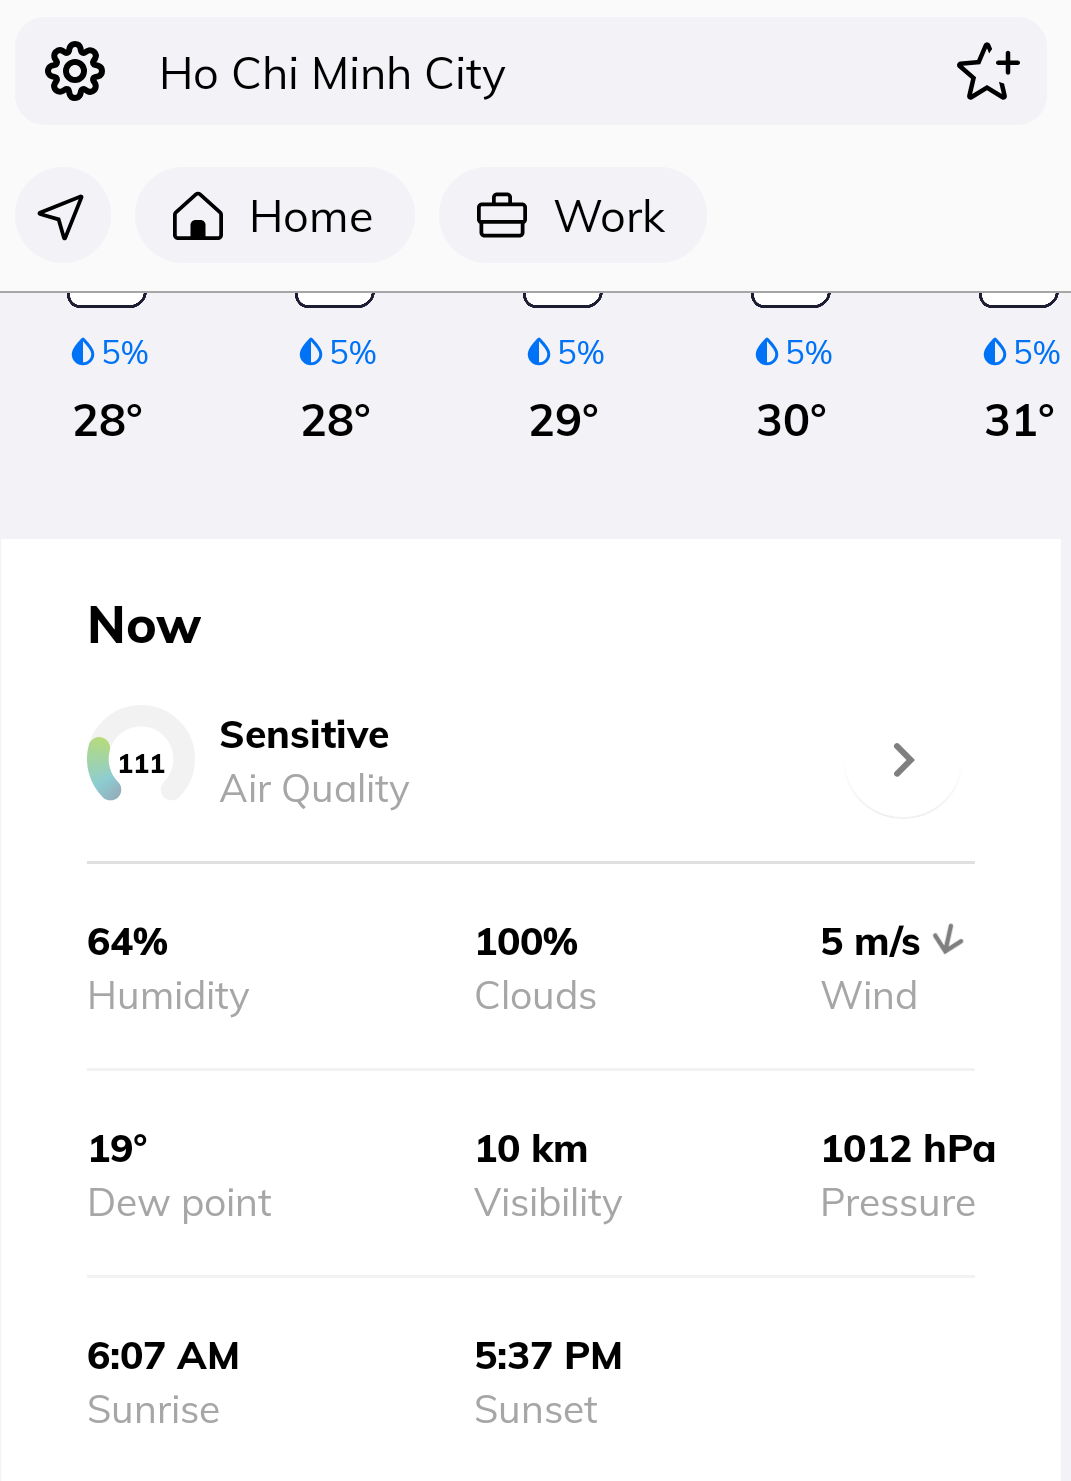 Ho Chi Minh City
Home Work
5% 5% 5% 5% 5%
28° 28° 29° 30° 31°
Now
111
Sensitive
Air Quality
64% 100% 5 m/s
Humidity Clouds Wind
19° 10 km 1012 hPa
Dew point Visibility Pressure
6:07 AM 5:37 PM
Sunrise Sunset